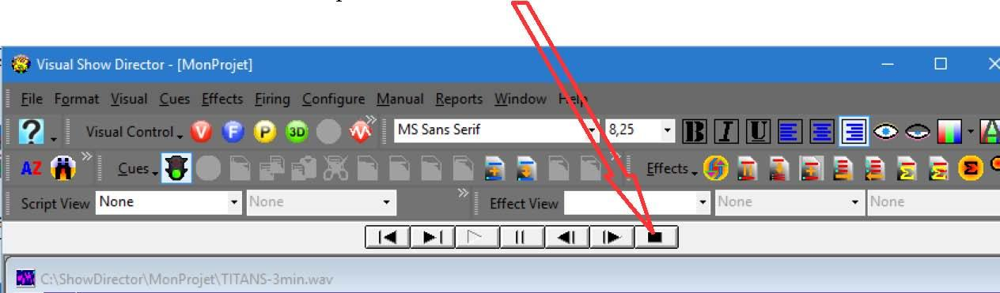 Visual Show Director - [MonProjet]
File Format Visual Cues Effects Firing Configure Manual Reports Window Help
? Visual Control V F P 3D MS Sans Serif 8,25 B I U A
AZ Cues Effects Σ Σ Σ
Script View None None Effect View None None
C:\ShowDirector\MonProjet\TITANS-3min.wav